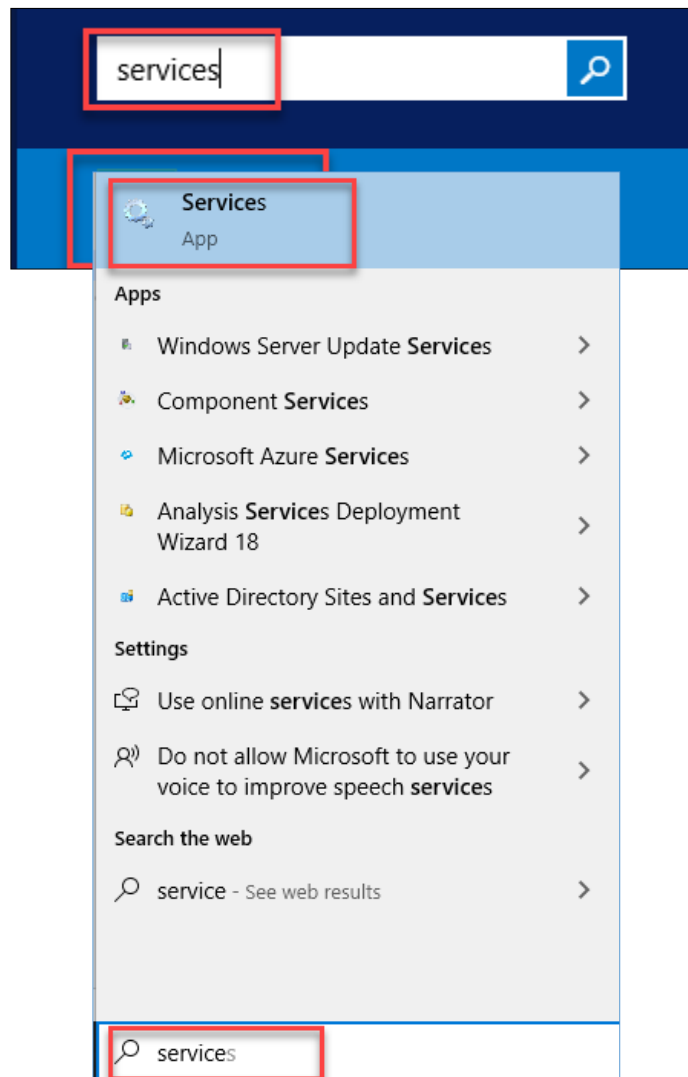 services
Services
App
Apps
Windows Server Update Services
Component Services
Microsoft Azure Services
Analysis Services Deployment
Wizard 18
Active Directory Sites and Services
Settings
Use online services with Narrator
Do not allow Microsoft to use your
voice to improve speech services
Search the web
service - See web results
services